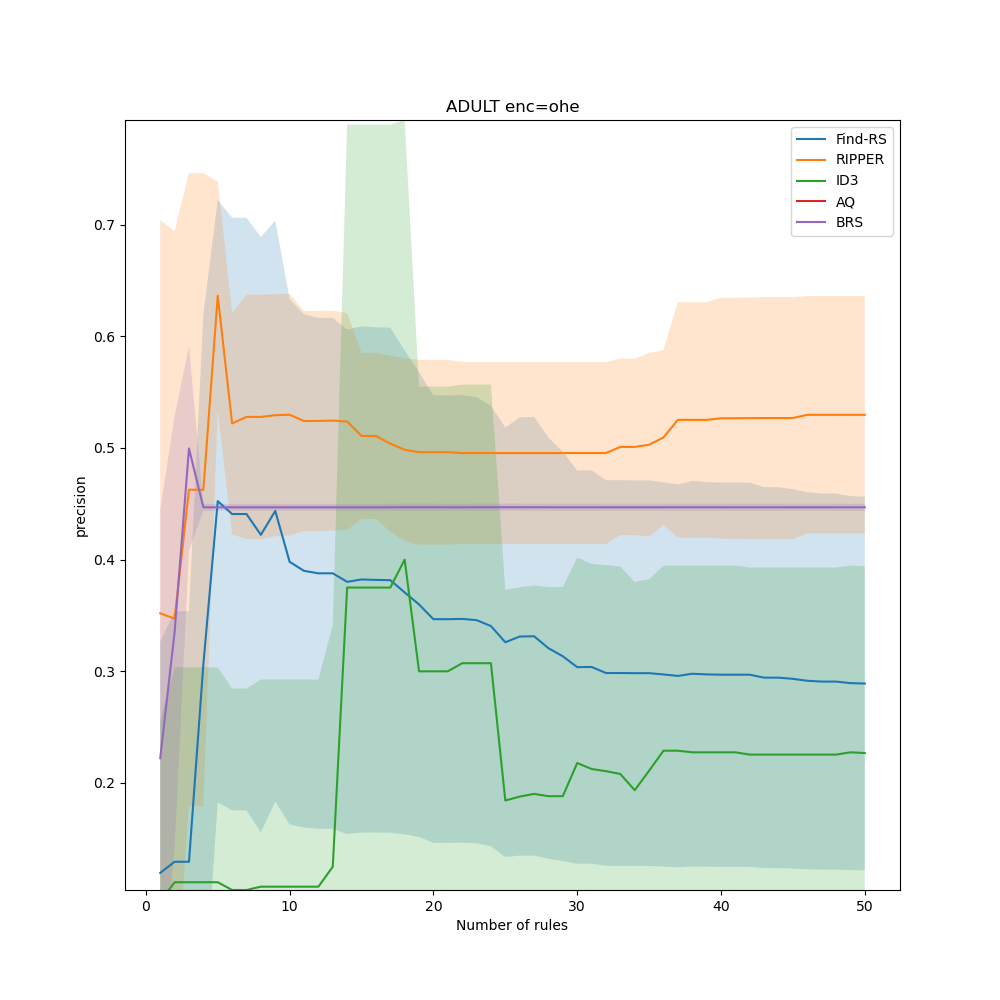 ADULT enc=ohe
Find-RS
RIPPER
ID3
AQ
BRS
precision
0.7
0.6
0.5
0.4
0.3
0.2
0 10 20 30 40 50
Number of rules